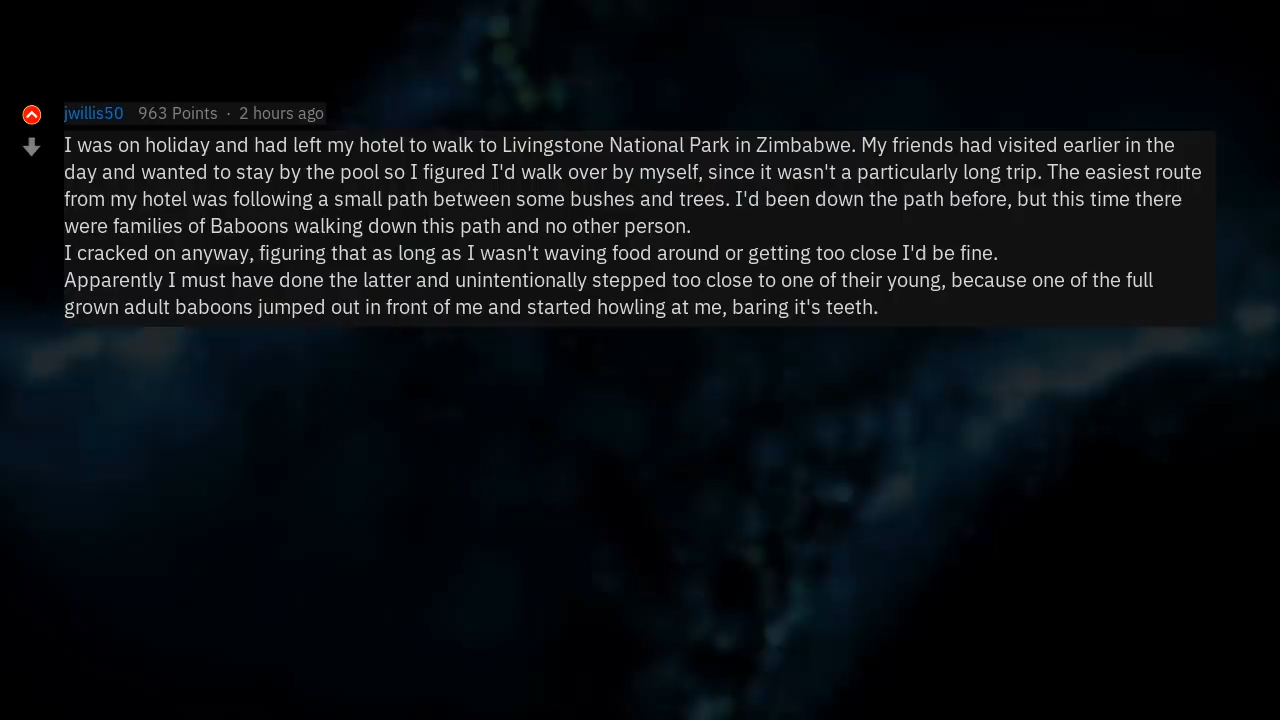 jwillis50 963 Points · 2 hours ago
I was on holiday and had left my hotel to walk to Livingstone National Park in Zimbabwe. My friends had visited earlier in the
day and wanted to stay by the pool so I figured I'd walk over by myself, since it wasn't a particularly long trip. The easiest route
from my hotel was following a small path between some bushes and trees. I'd been down the path before, but this time there
were families of Baboons walking down this path and no other person.
I cracked on anyway, figuring that as long as I wasn't waving food around or getting too close I'd be fine.
Apparently I must have done the latter and unintentionally stepped too close to one of their young, because one of the full
grown adult baboons jumped out in front of me and started howling at me, baring it's teeth.